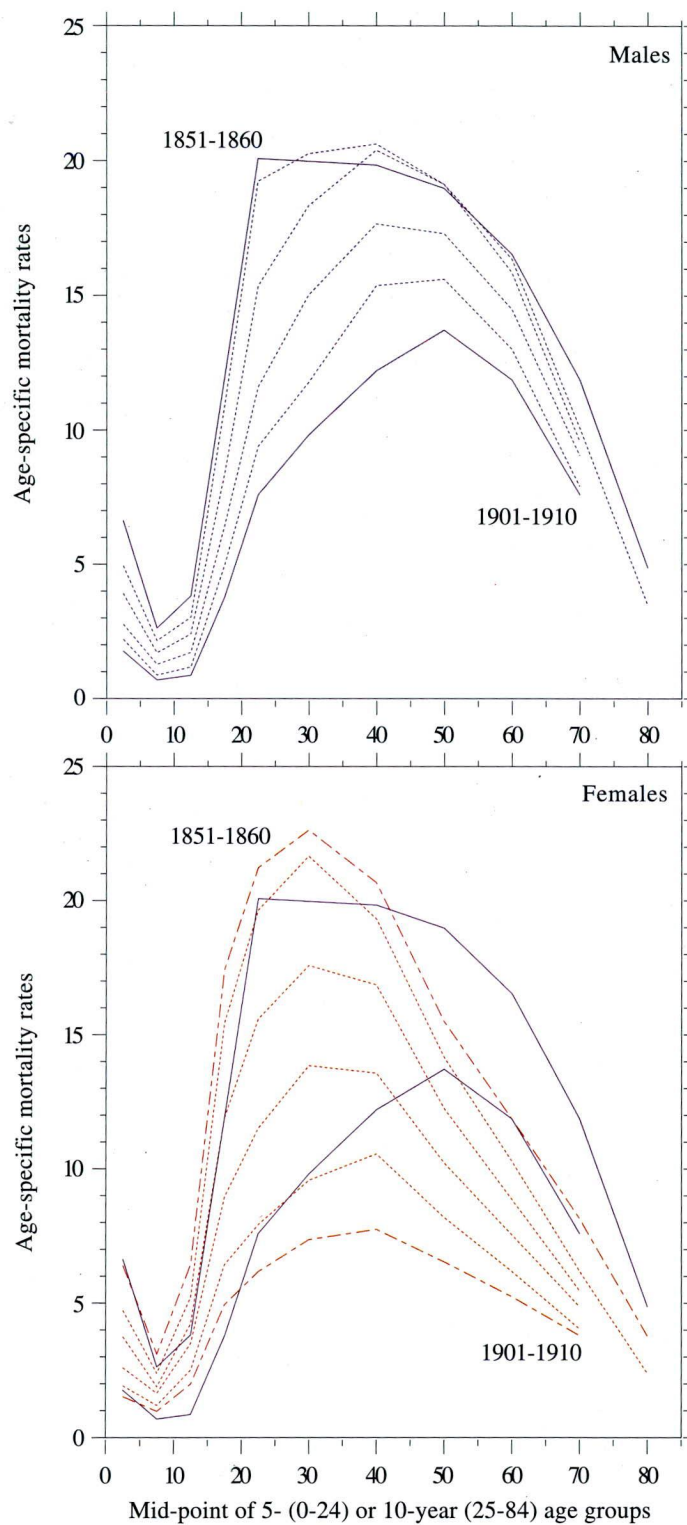 25
Males
1851-1860
20
15
10
1901-1910
5
0
Age-specific mortality rates
0 10 20 30 40 50 60 70 80
25
Females
1851-1860
20
15
10
5
1901-1910
0
Age-specific mortality rates
0 10 20 30 40 50 60 70 80
Mid-point of 5- (0-24) or 10-year (25-84) age groups